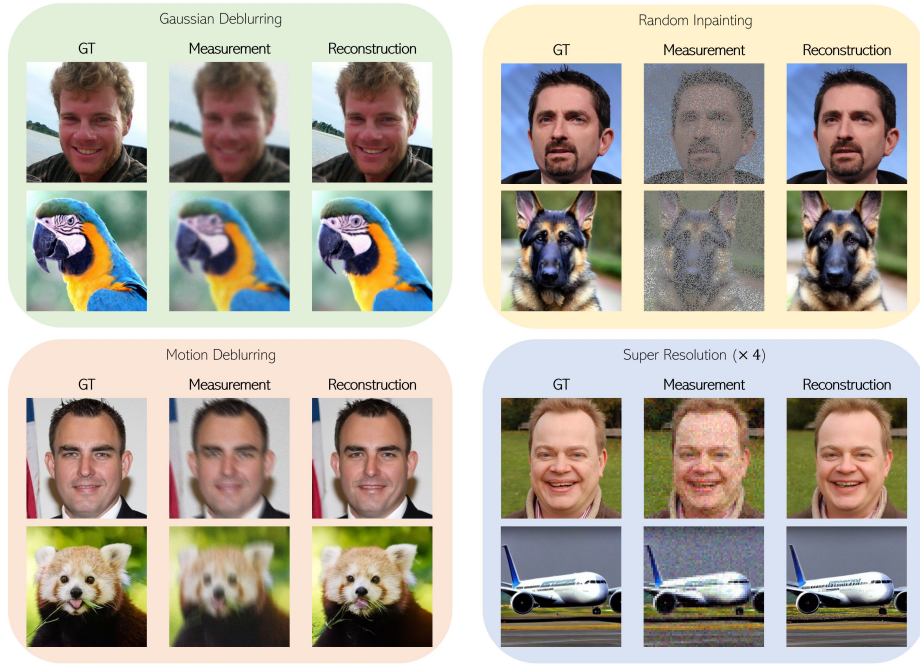 Gaussian Deblurring
GT Measurement Reconstruction
Random Inpainting
GT Measurement Reconstruction
Motion Deblurring
GT Measurement Reconstruction
Super Resolution (× 4)
GT Measurement Reconstruction